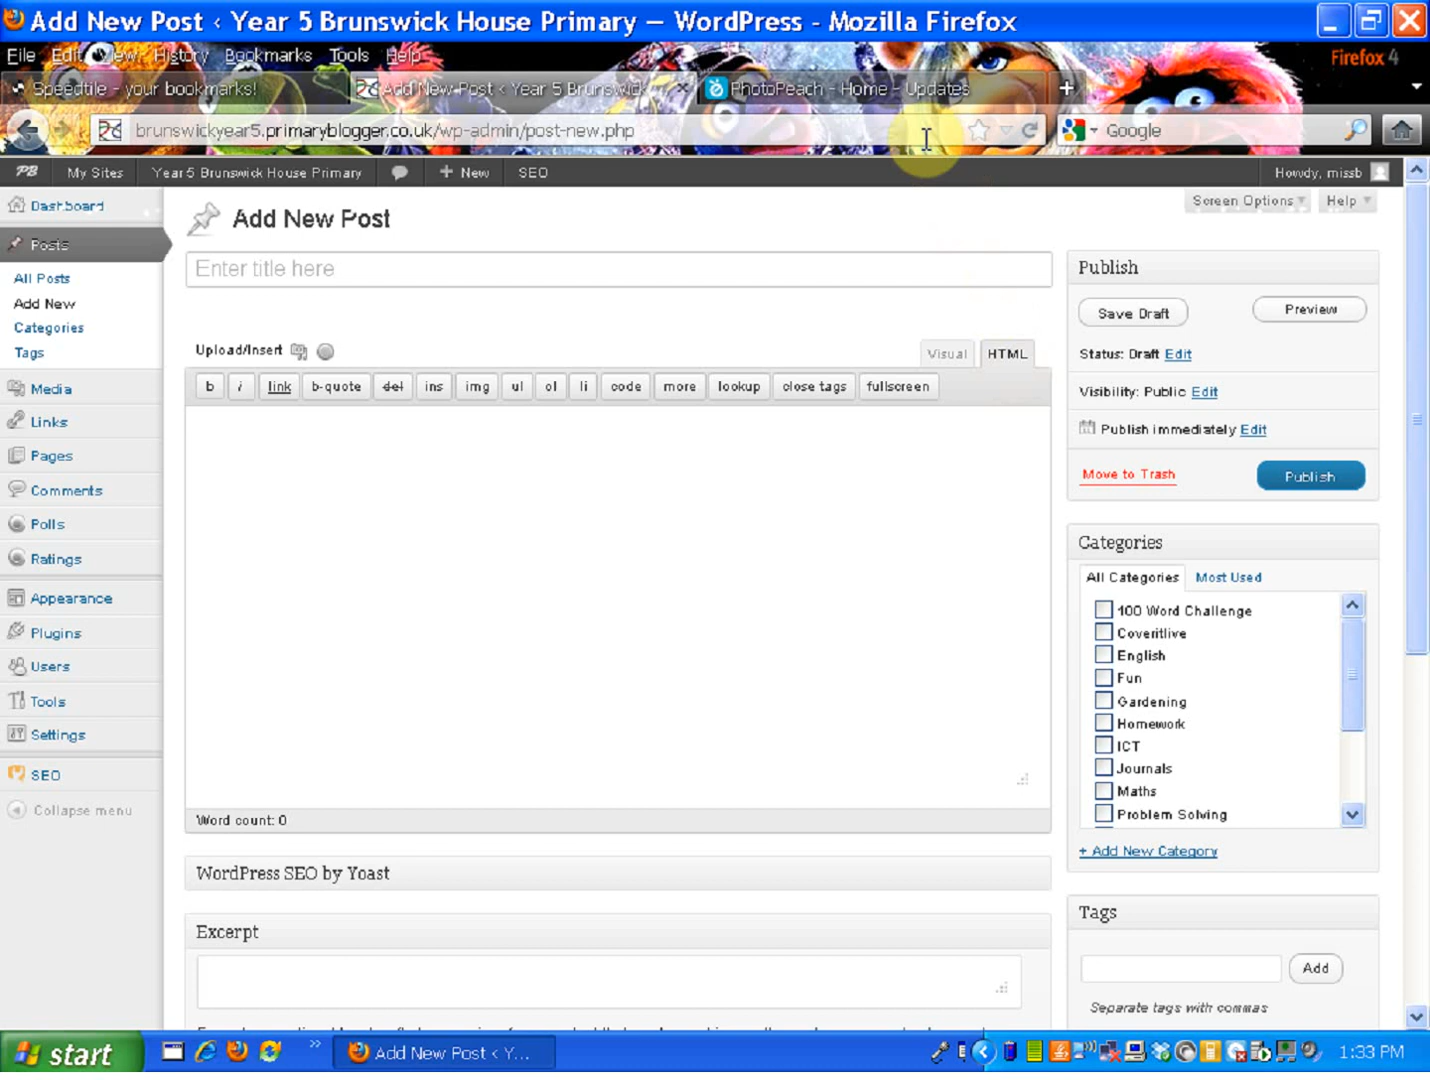 Add New Post ‹ Year 5 Brunswick House Primary — WordPress - Mozilla Firefox
File Edit View History Bookmarks Tools Help
Firefox 4
Speedtile - your bookmarks!
Add New Post ‹ Year 5 Brunswick
PhotoPeach - Home - Updates
brunswickyear5.primaryblogger.co.uk/wp-admin/post-new.php
Google
PB My Sites Year 5 Brunswick House Primary + New SEO Howdy, missb
Dashboard
Screen Options Help
Add New Post
Posts
All Posts
Add New
Categories
Tags
Media
Links
Pages
Comments
Polls
Ratings
Appearance
Plugins
Users
Tools
Settings
SEO
Collapse menu
Enter title here
Upload/Insert
Visual HTML
b i link b-quote del ins img ul ol li code more lookup close tags fullscreen
Word count: 0
WordPress SEO by Yoast
Excerpt
Publish
Save Draft Preview
Status: Draft Edit
Visibility: Public Edit
Publish immediately Edit
Move to Trash Publish
Categories
All Categories Most Used
100 Word Challenge
Coveritlive
English
Fun
Gardening
Homework
ICT
Journals
Maths
Problem Solving
+ Add New Category
Tags
Add
Separate tags with commas
start
Add New Post ‹ Y...
1:33 PM